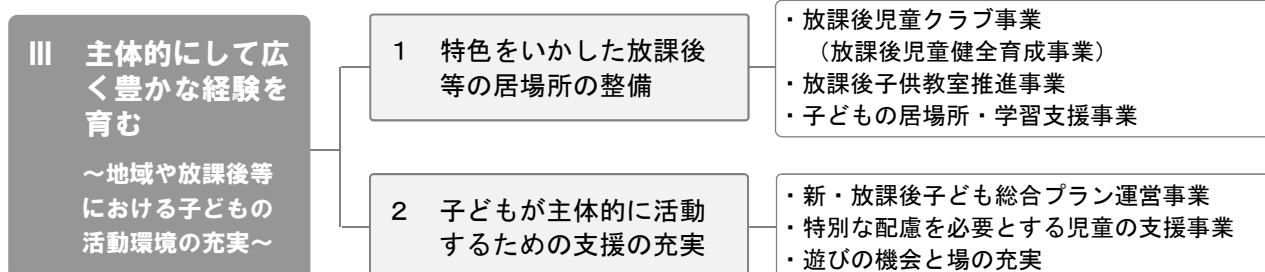 Ⅲ 主体的にして広
く豊かな経験を
育む
～地域や放課後等
における子どもの
活動環境の充実～
１ 特色をいかした放課後
等の居場所の整備
・放課後児童クラブ事業
（放課後児童健全育成事業）
・放課後子供教室推進事業
・子どもの居場所・学習支援事業
２ 子どもが主体的に活動
するための支援の充実
・新・放課後子ども総合プラン運営事業
・特別な配慮を必要とする児童の支援事業
・遊びの機会と場の充実